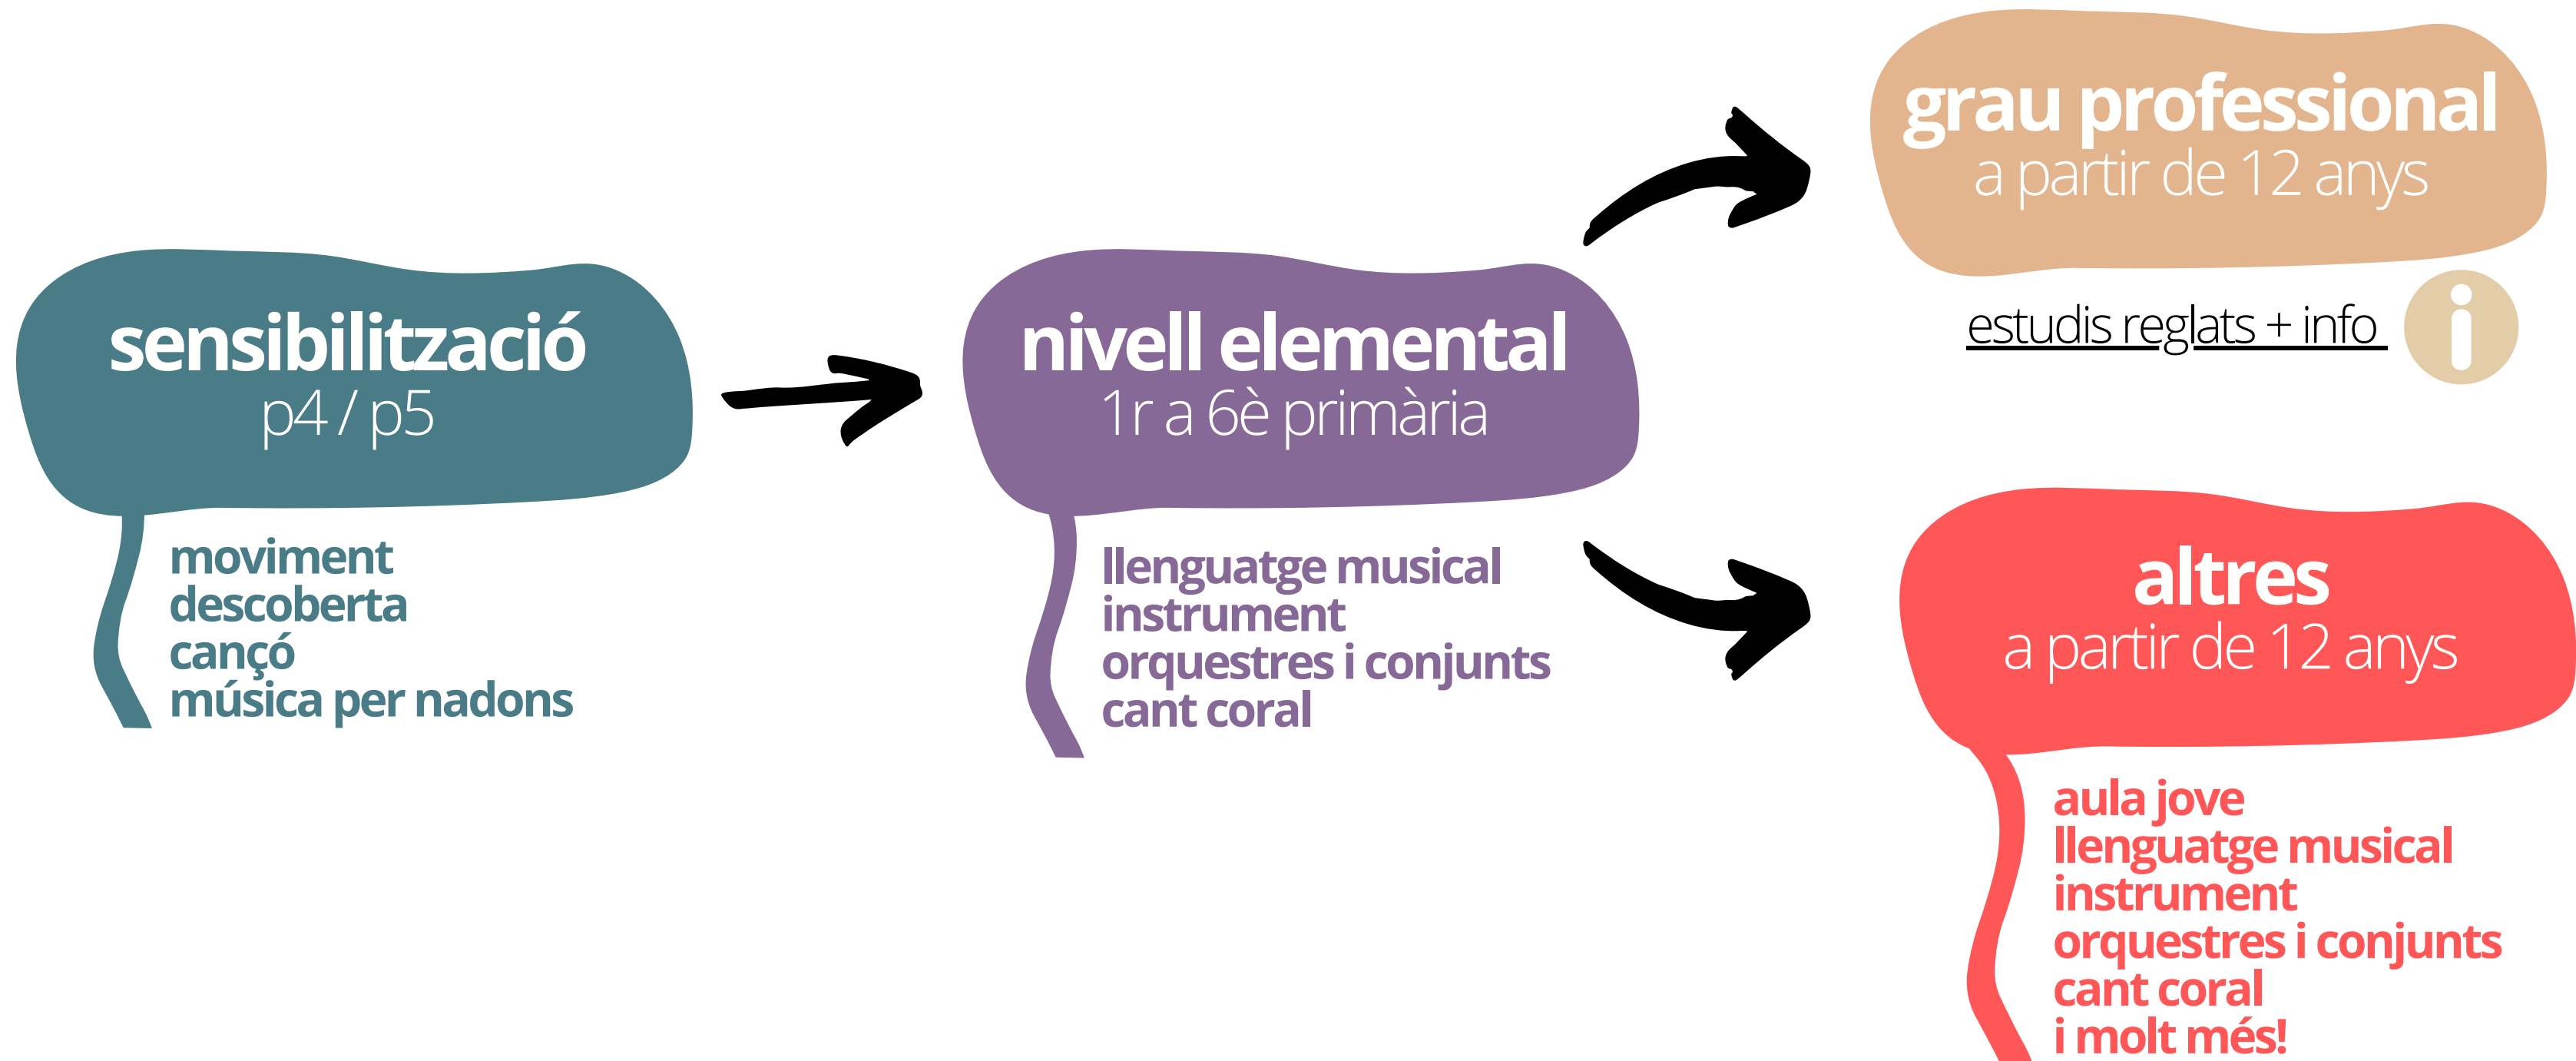 sensibilització
p4 / p5
moviment
descoberta
cançó
música per nadons
nivell elemental
1r a 6è primària
llenguatge musical
instrument
orquestres i conjunts
cant coral
grau professional
a partir de 12 anys
estudis reglats + info
i
altres
a partir de 12 anys
aula jove
llenguatge musical
instrument
orquestres i conjunts
cant coral
i molt més!